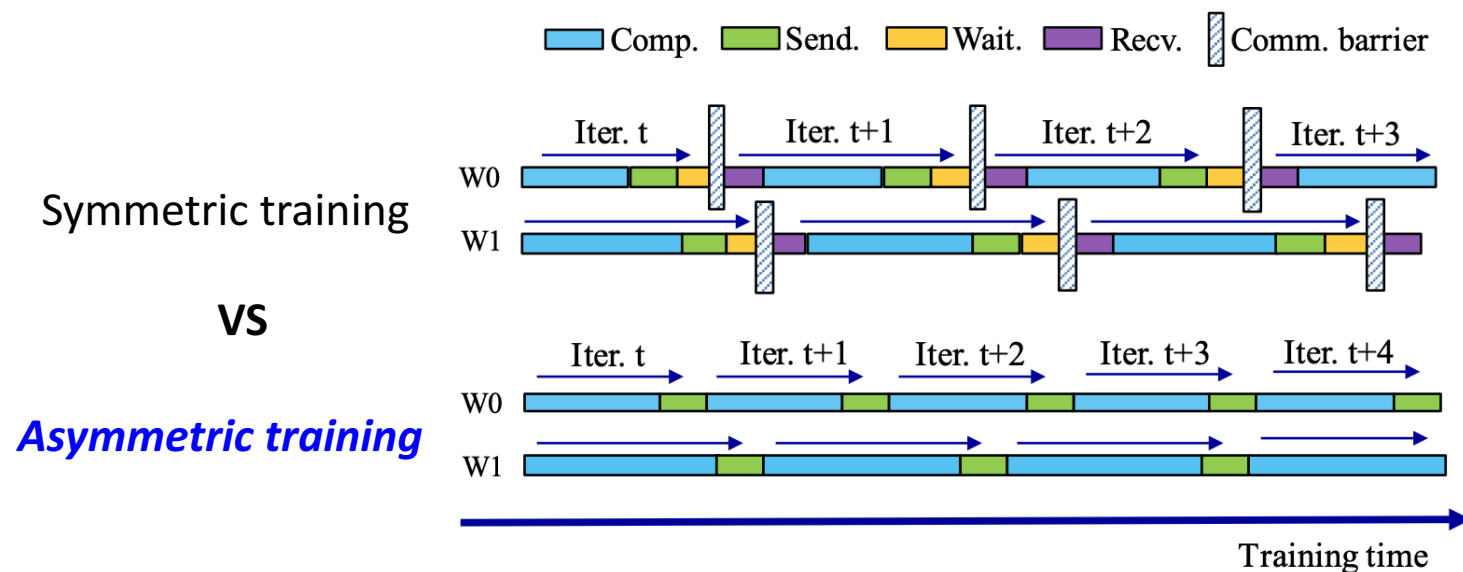 Comp. Send. Wait. Recv. Comm. barrier
Symmetric training
VS
Asymmetric training
Iter. t Iter. t+1 Iter. t+2 Iter. t+3
W0
W1
Iter. t Iter. t+1 Iter. t+2 Iter. t+3 Iter. t+4
W0
W1
Training time